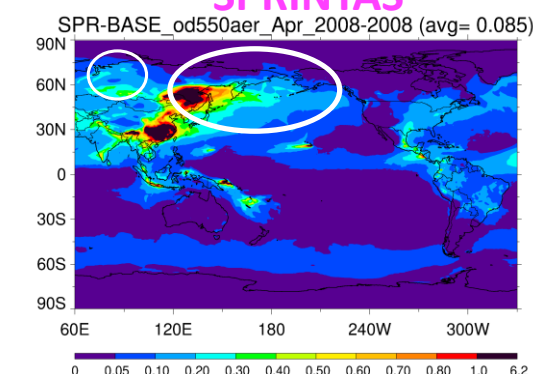 SPRINTAS
SPR-BASE_od550aer_Apr_2008-2008 (avg= 0.085)
90N
60N
30N
0
30S
60S
90S
60E 120E 180 240W 300W
0 0.05 0.10 0.20 0.30 0.40 0.50 0.60 0.70 0.80 1.0 6.2